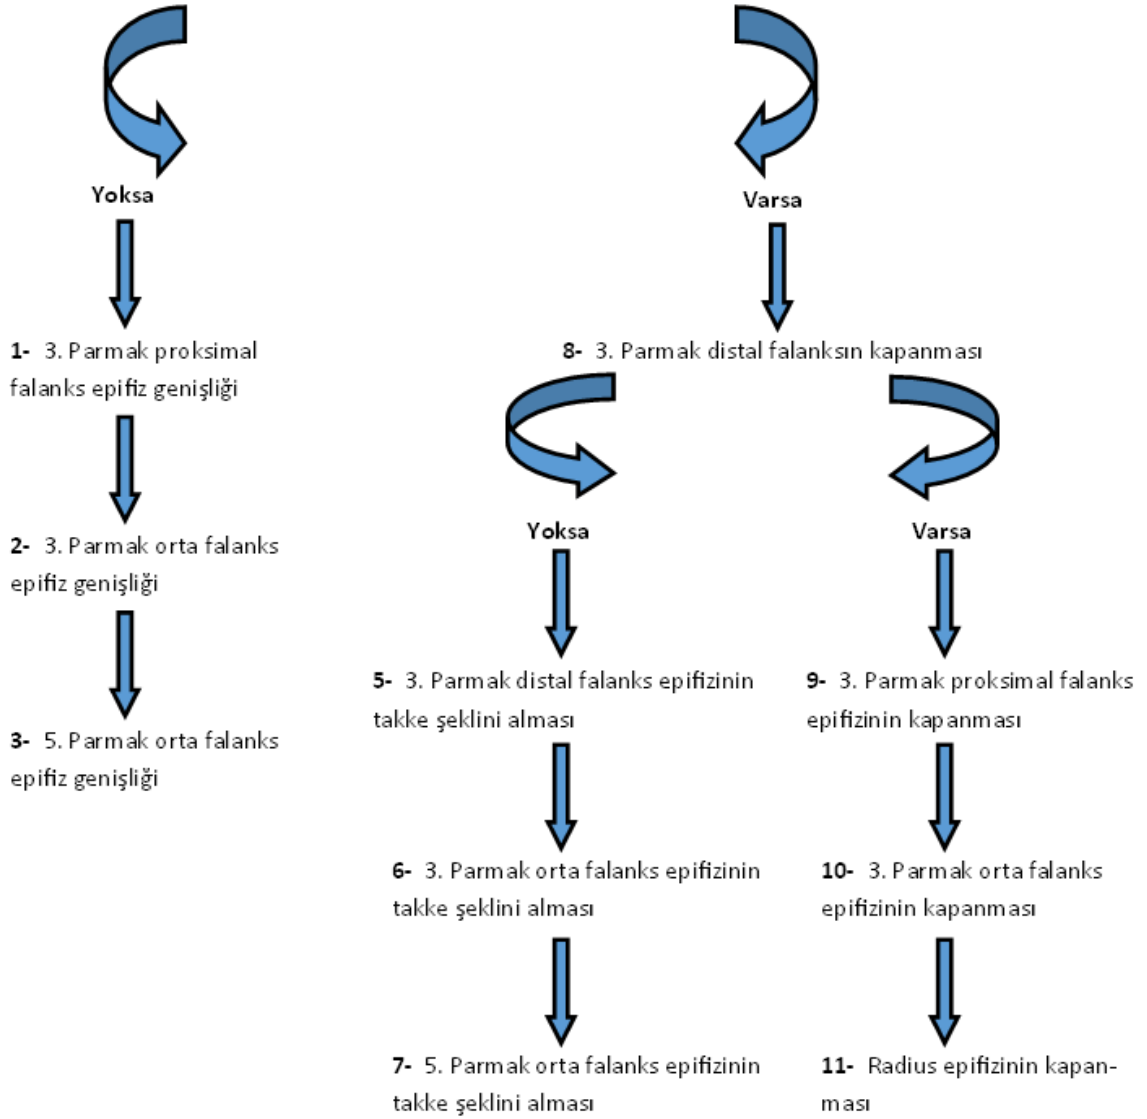 Yoksa
1- 3. Parmak proksimal
falanks epifiz genişliği
2- 3. Parmak orta falanks
epifiz genişliği
3- 5. Parmak orta falanks
epifiz genişliği
Varsa
8- 3. Parmak distal falanksın kapanması
Yoksa
5- 3. Parmak distal falanks epifizinin
takke şeklini alması
6- 3. Parmak orta falanks epifizinin
takke şeklini alması
7- 5. Parmak orta falanks epifizinin
takke şeklini alması
Varsa
9- 3. Parmak proksimal falanks
epifizinin kapanması
10- 3. Parmak orta falanks
epifizinin kapanması
11- Radius epifizinin kapan-
ması